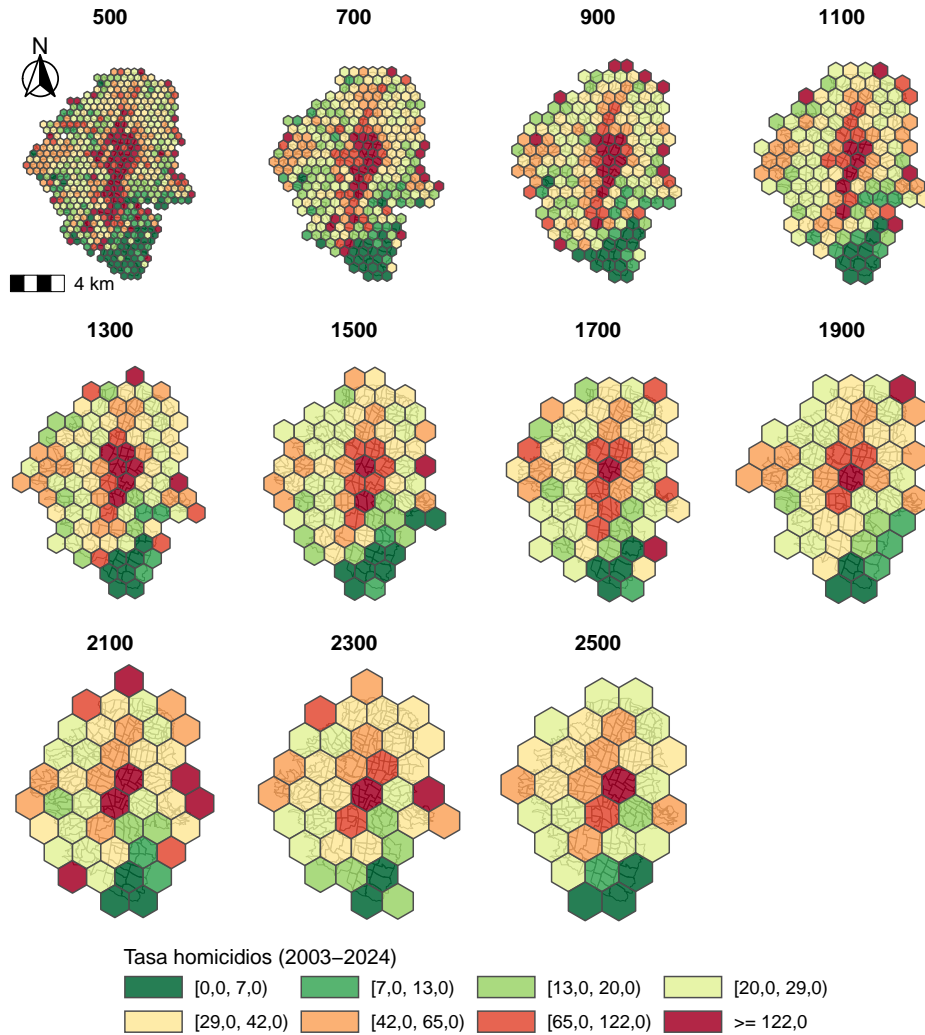 500 700 900 1100
N
4 km
1300 1500 1700 1900
2100 2300 2500
Tasa homicidios (2003–2024)
[0,0, 7,0) [7,0, 13,0) [13,0, 20,0) [20,0, 29,0)
[29,0, 42,0) [42,0, 65,0) [65,0, 122,0) >= 122,0